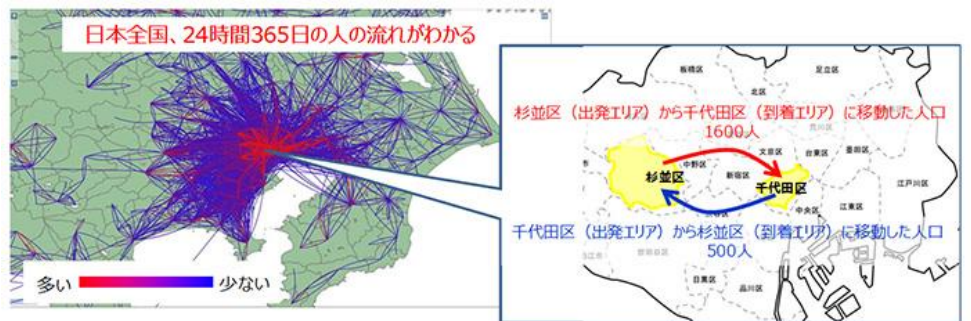 日本全国、24時間365日の人の流れがわかる
多い
少ない
板橋区
足立区
北区
杉並区（出発エリア）から千代田区（到着エリア）に移動した人口
1600人
荒川区
文京区
台東区
墨田区
中野区
杉並区
新宿区
千代田区
江戸川区
中央区
江東区
千代田区（出発エリア）から杉並区（到着エリア）に移動した人口
500人
世田谷区
目黒区
品川区